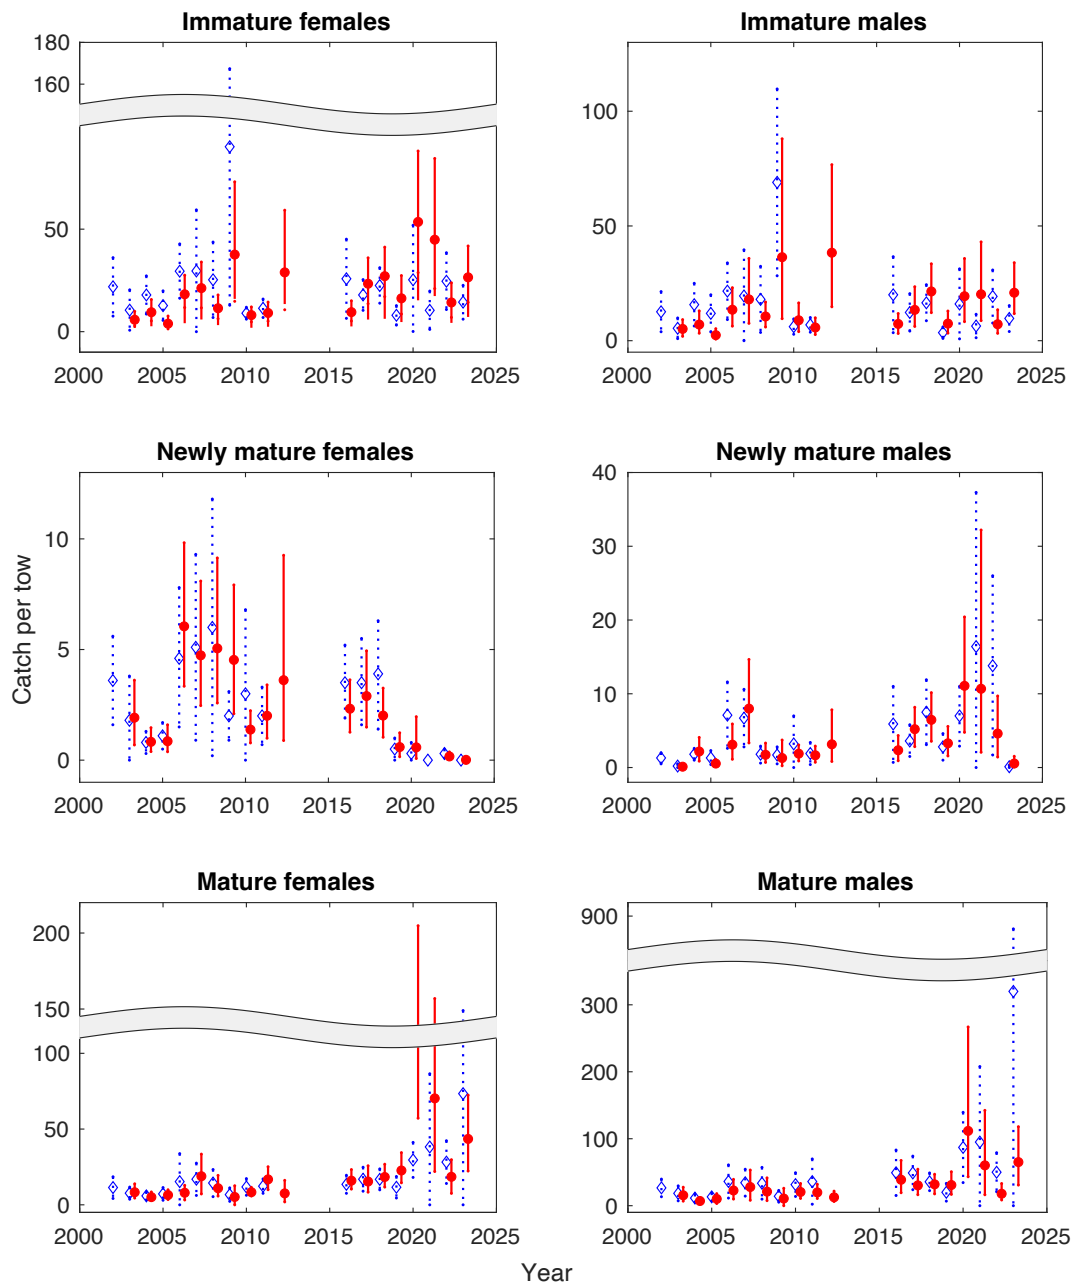 Immature females
180
160
50
0
2000 2005 2010 2015 2020 2025
Immature males
100
50
0
2000 2005 2010 2015 2020 2025
Newly mature females
10
5
0
2000 2005 2010 2015 2020 2025
Newly mature males
40
30
20
10
0
2000 2005 2010 2015 2020 2025
Catch per tow
Mature females
200
150
100
50
0
2000 2005 2010 2015 2020 2025
Mature males
900
300
200
100
0
2000 2005 2010 2015 2020 2025
Year